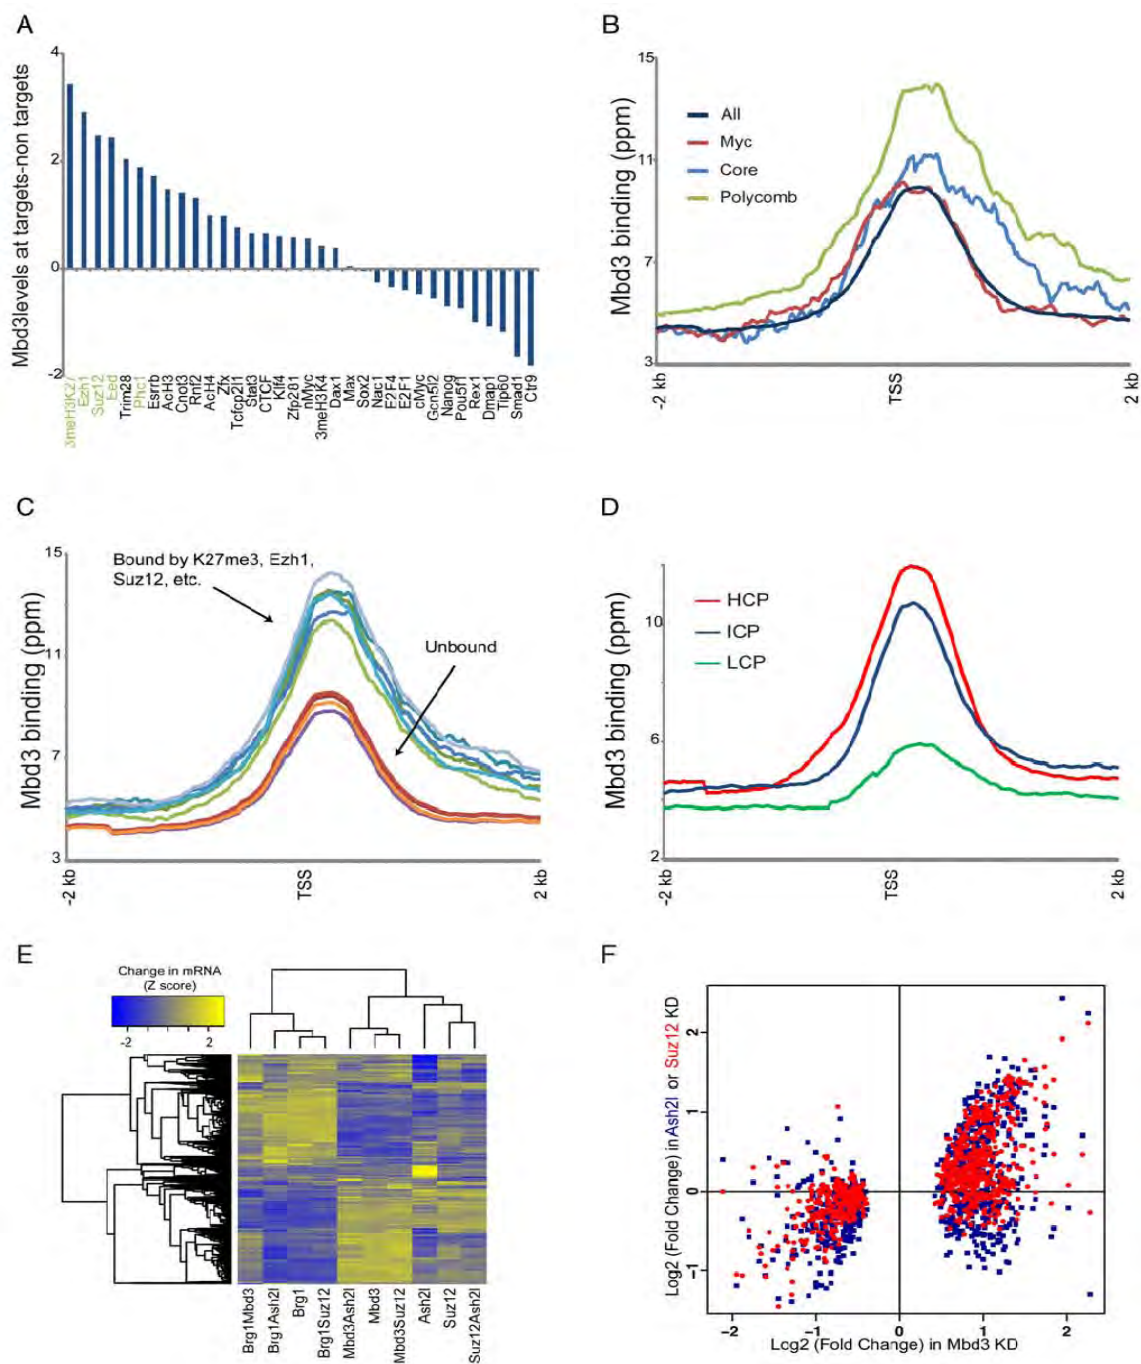 A
Mbd3levels at targets-non targets
4
2
0
-2
3meH3K27
Ezh1
Suz12
Eed
Trim28
Phc1
Esrrb
AcH3
Cnot3
Rnf2
AcH4
Zfx
Tcfcp2l1
Stat3
CTCF
Klf4
Zfp281
nMyc
3meH3K4
Dax1
Max
Sox2
Nac1
E2F4
E2F1
cMyc
Gcn5l2
Nanog
Pou5f1
Rex1
Dmap1
Tip60
Smad1
Ctr9
B
Mbd3 binding (ppm)
15
11
7
3
All
Myc
Core
Polycomb
-2 kb
TSS
2 kb
C
Mbd3 binding (ppm)
15
11
7
3
Bound by K27me3, Ezh1,
Suz12, etc.
Unbound
-2 kb
TSS
2 kb
D
Mbd3 binding (ppm)
10
6
2
HCP
ICP
LCP
-2 kb
TSS
2 kb
E
Change in mRNA
(Z score)
-2
2
Brg1Mbd3
Brg1Ash2l
Brg1
Brg1Suz12
Mbd3Ash2l
Mbd3
Mbd3Suz12
Ash2l
Suz12
Suz12Ash2l
F
Log2 (Fold Change) in Ash2l or Suz12 KD
2
1
0
-1
-2
-1
0
1
2
Lcg2 (Fold Change) in Mbd3 KD